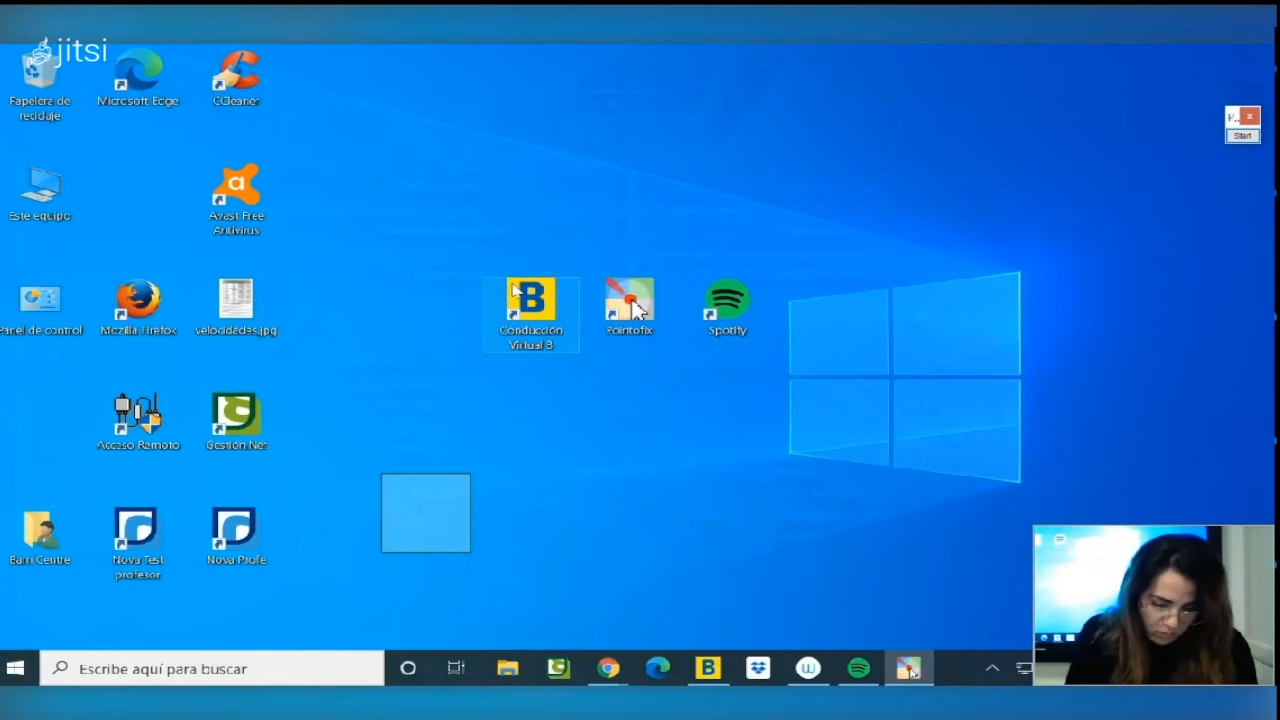 jitsi
Papelera de
reciclaje
Microsoft Edge
CCleaner
Start
Este equipo
Avast Free
Antivirus
Panel de control
Mozilla Firefox
velocidades.jpg
B
Conducción
Virtual B
Pointofix
Spotify
Acceso Remoto
Gestión Net
Barri Centre
Nova Test
profesor
Nova Profe
Escribe aquí para buscar
B